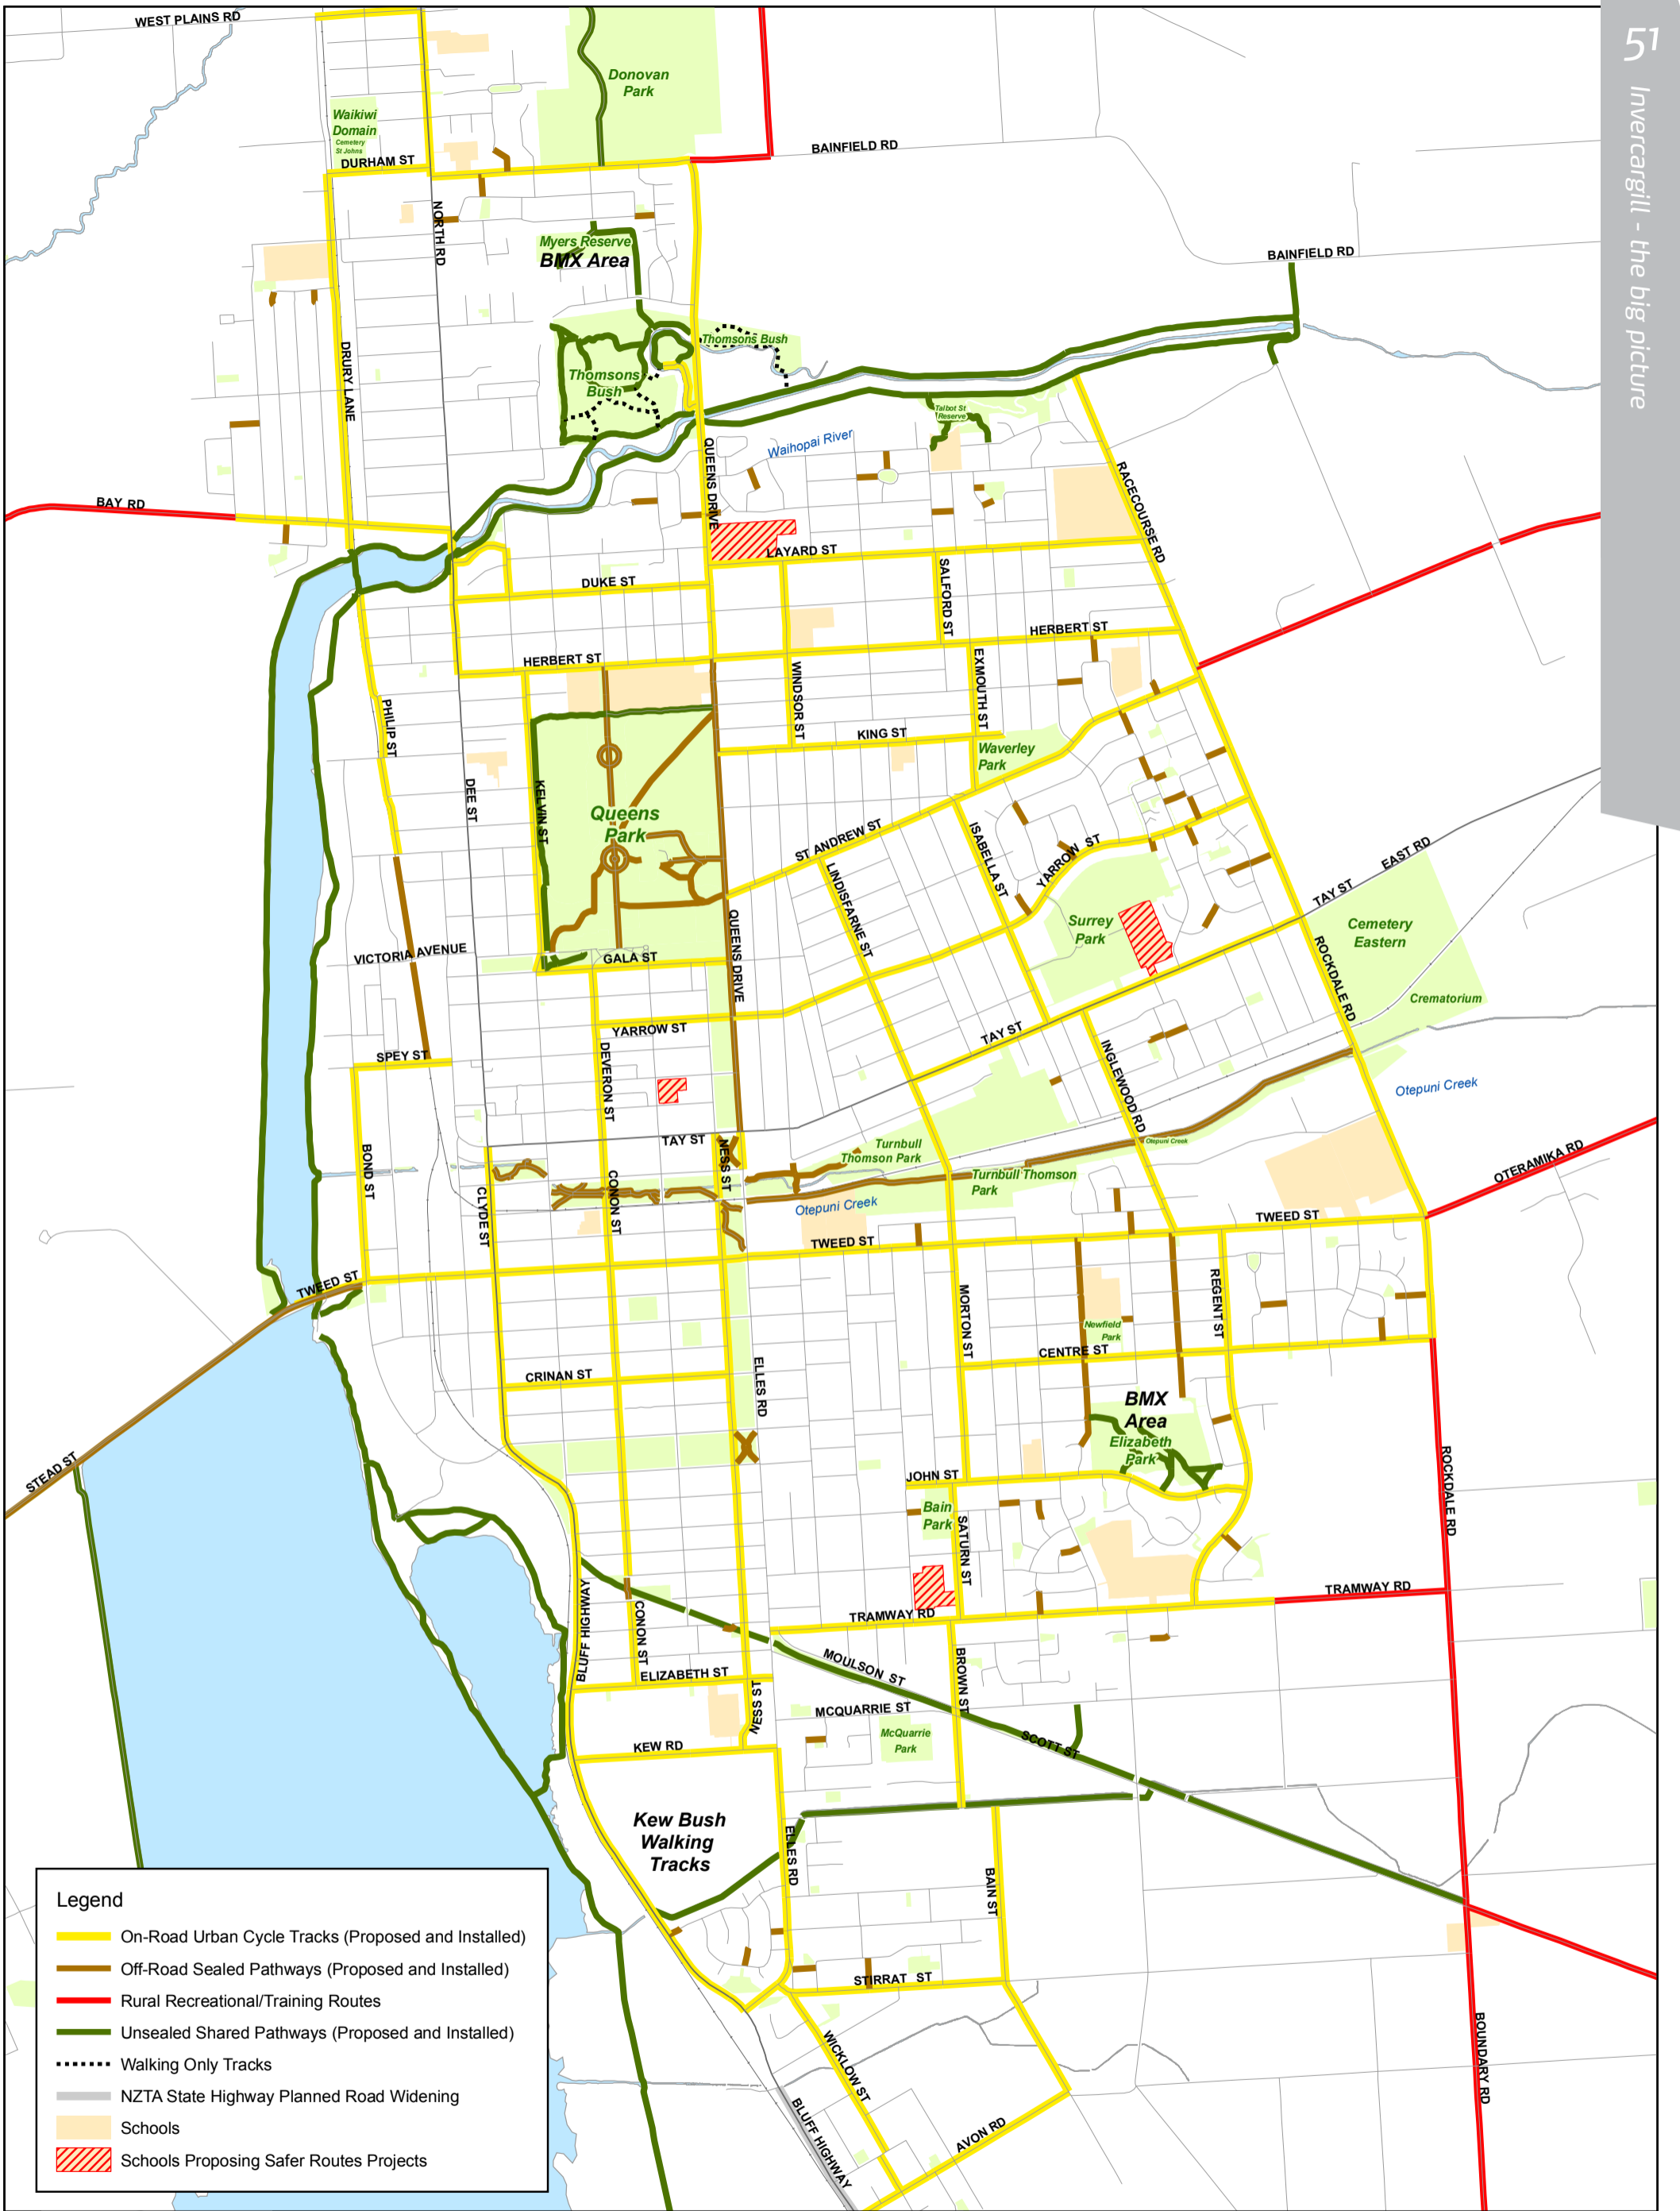 51 Invercargill - the big picture
WEST PLAINS RD
Donovan
Park
Waikiwi
Domain
Cemetery
St Johns
DURHAM ST
BAINFIELD RD
NORTH RD
Myers Reserve
BMX Area
BAINFIELD RD
DRURY LANE
Thomsons Bush
Thomsons
Bush
Talbot St
Reserve
Waihopai River
QUEENS DRIVE
RACECOURSE RD
BAY RD
LAYARD ST
DUKE ST
SALFORD ST
HERBERT ST
HERBERT ST
WINDSOR ST
EXMOUTH ST
PHILIP ST
KING ST
Waverley
Park
DEE ST
KELVIN ST
Queens
Park
ST ANDREW ST
ISABELLA ST
YARROW ST
LINDISFARNE ST
EAST RD
TAY ST
Surrey
Park
Cemetery
Eastern
QUEENS DRIVE
VICTORIA AVENUE
GALA ST
ROCKDALE RD
Crematorium
YARROW ST
TAY ST
SPEY ST
DEVERON ST
INGLEWOOD RD
Otepuni Creek
TAY ST
NESS ST
Turnbull
Thomson Park
Otepuni Creek
OTERAMIKA RD
BOND ST
CONON ST
CLYDE ST
Turnbull Thomson
Park
Otepuni Creek
TWEED ST
TWEED ST
TWEED ST
MORTON ST
REGENT ST
Newfield
Park
CENTRE ST
CRINAN ST
ELLES RD
BMX
Area
Elizabeth
Park
STEAD ST
JOHN ST
ROCKDALE RD
Bain
Park
SATURN ST
BLUFF HIGHWAY
TRAMWAY RD
CONON ST
TRAMWAY RD
MOULSON ST
BROWN ST
ELIZABETH ST
NESS ST
MCQUARRIE ST
McQuarrie
Park
SCOTT ST
KEW RD
Kew Bush
Walking
Tracks
ELLES RD
BAIN ST
STIRRAT ST
WICKLOW ST
BOUNDARY RD
BLUFF HIGHWAY
AVON RD
Legend
On-Road Urban Cycle Tracks (Proposed and Installed)
Off-Road Sealed Pathways (Proposed and Installed)
Rural Recreational/Training Routes
Unsealed Shared Pathways (Proposed and Installed)
Walking Only Tracks
NZTA State Highway Planned Road Widening
Schools
Schools Proposing Safer Routes Projects